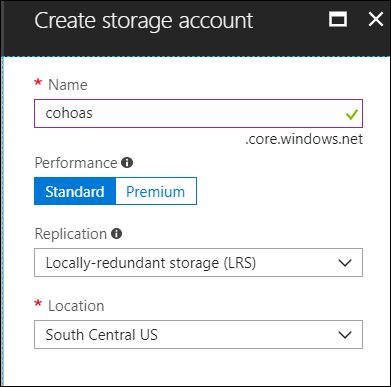 Create storage account
* Name
cohoas
.core.windows.net
Performance
Standard Premium
Replication
Locally-redundant storage (LRS)
* Location
South Central US